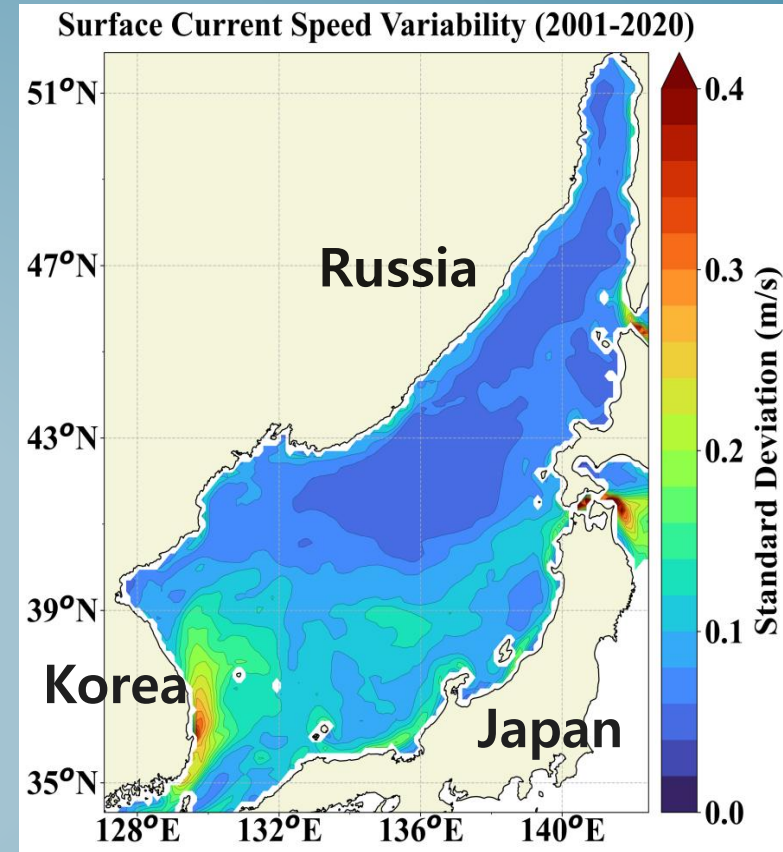 Surface Current Speed Variability (2001-2020)
51°N
47°N
43°N
39°N
35°N
128°E
132°E
136°E
140°E
Russia
Korea
Japan
0.4
0.3
0.2
0.1
0.0
Standard Deviation (m/s)